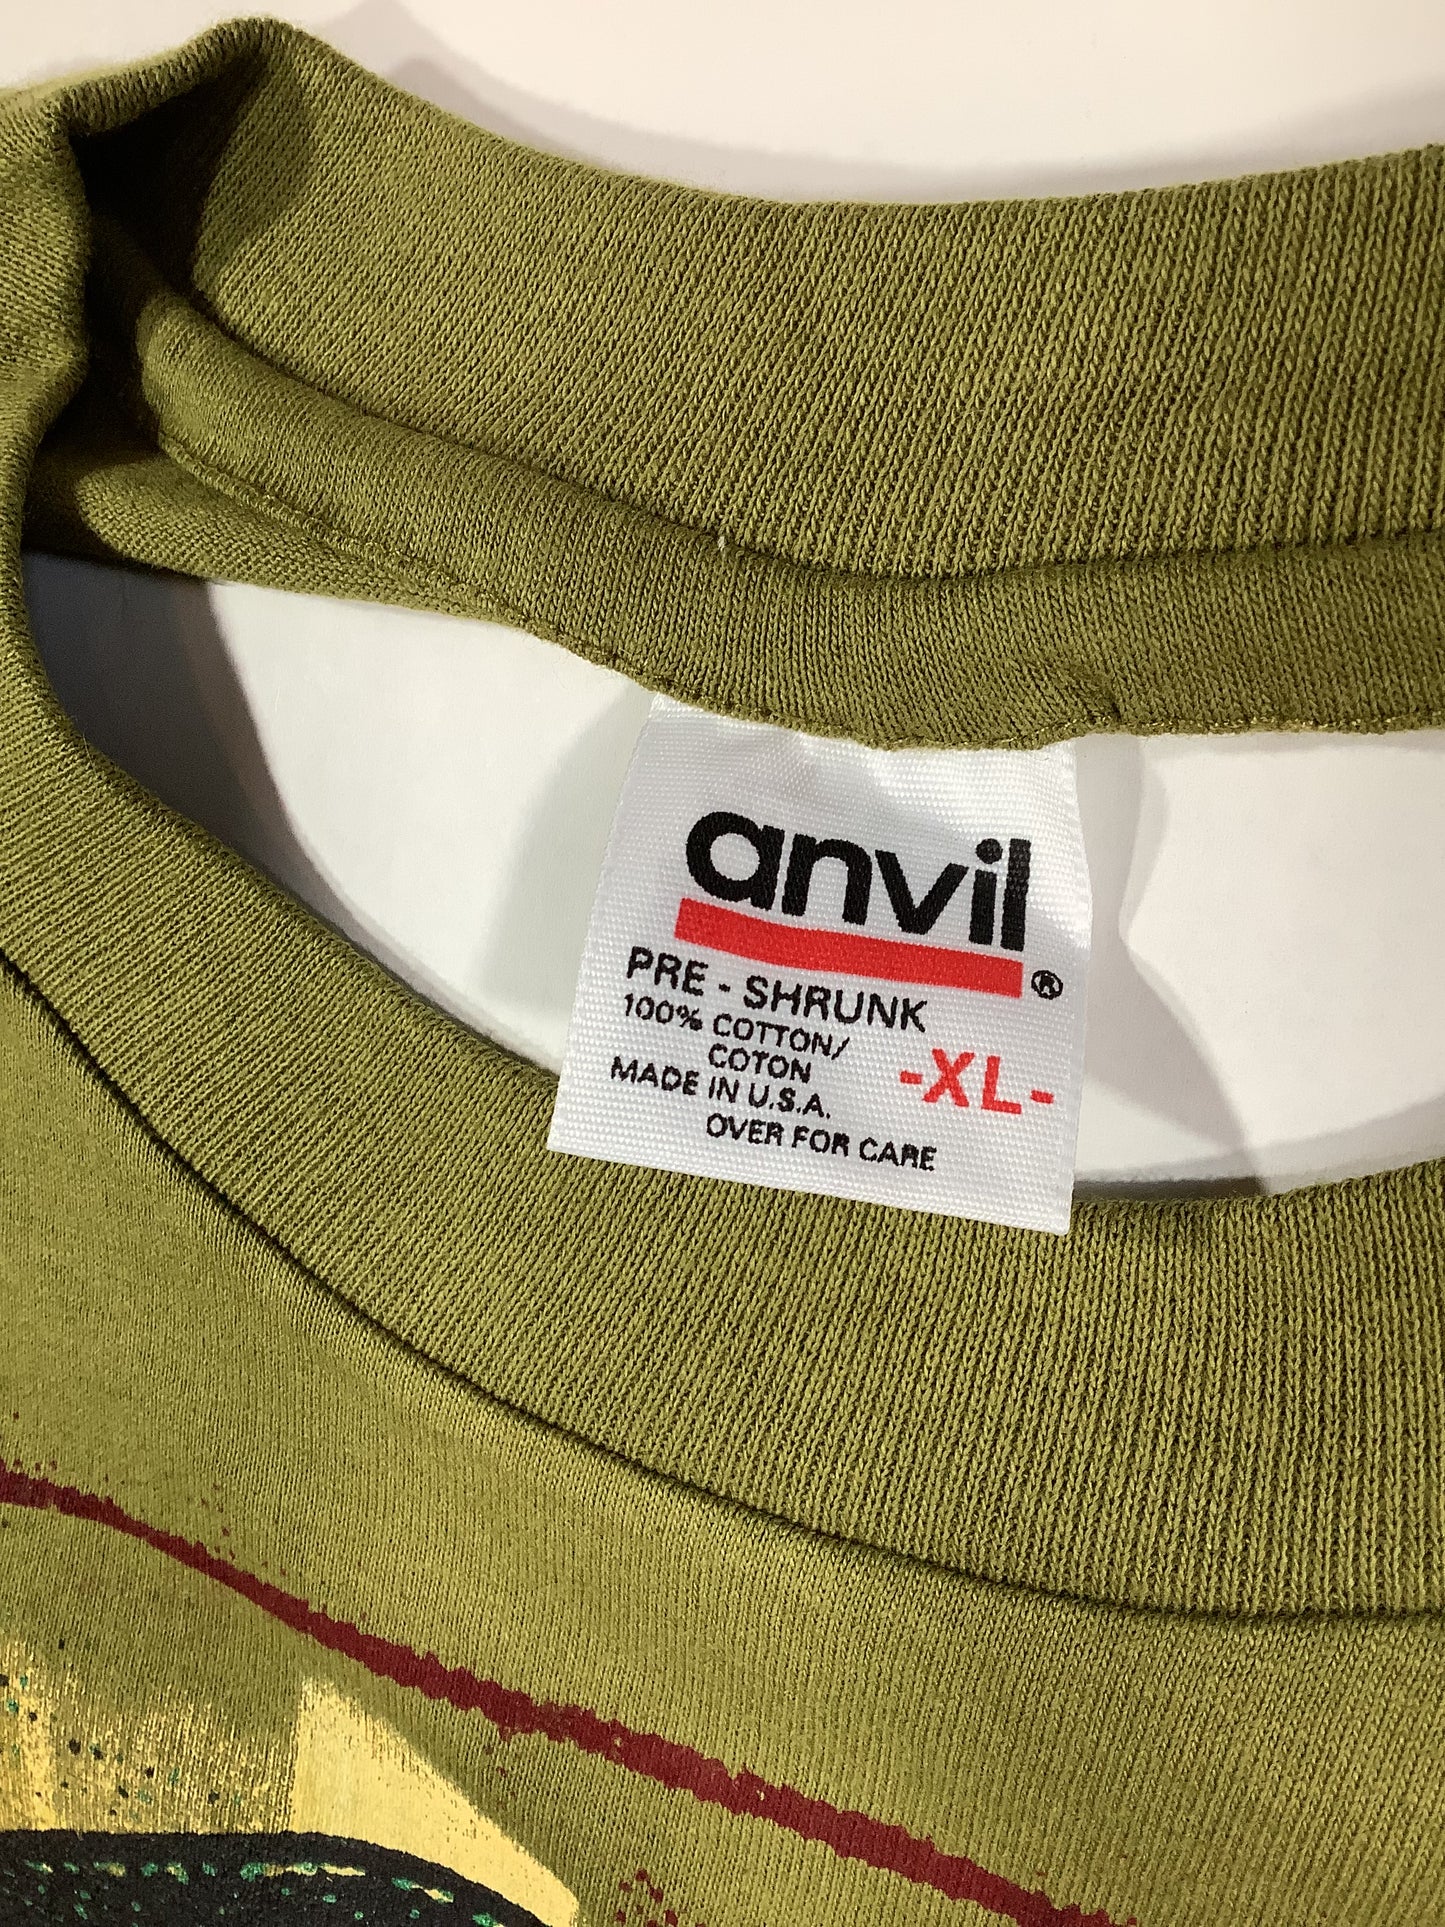 anvil®
PRE - SHRUNK
100% COTTON/
COTON
MADE IN U.S.A.
-XL-
OVER FOR CARE